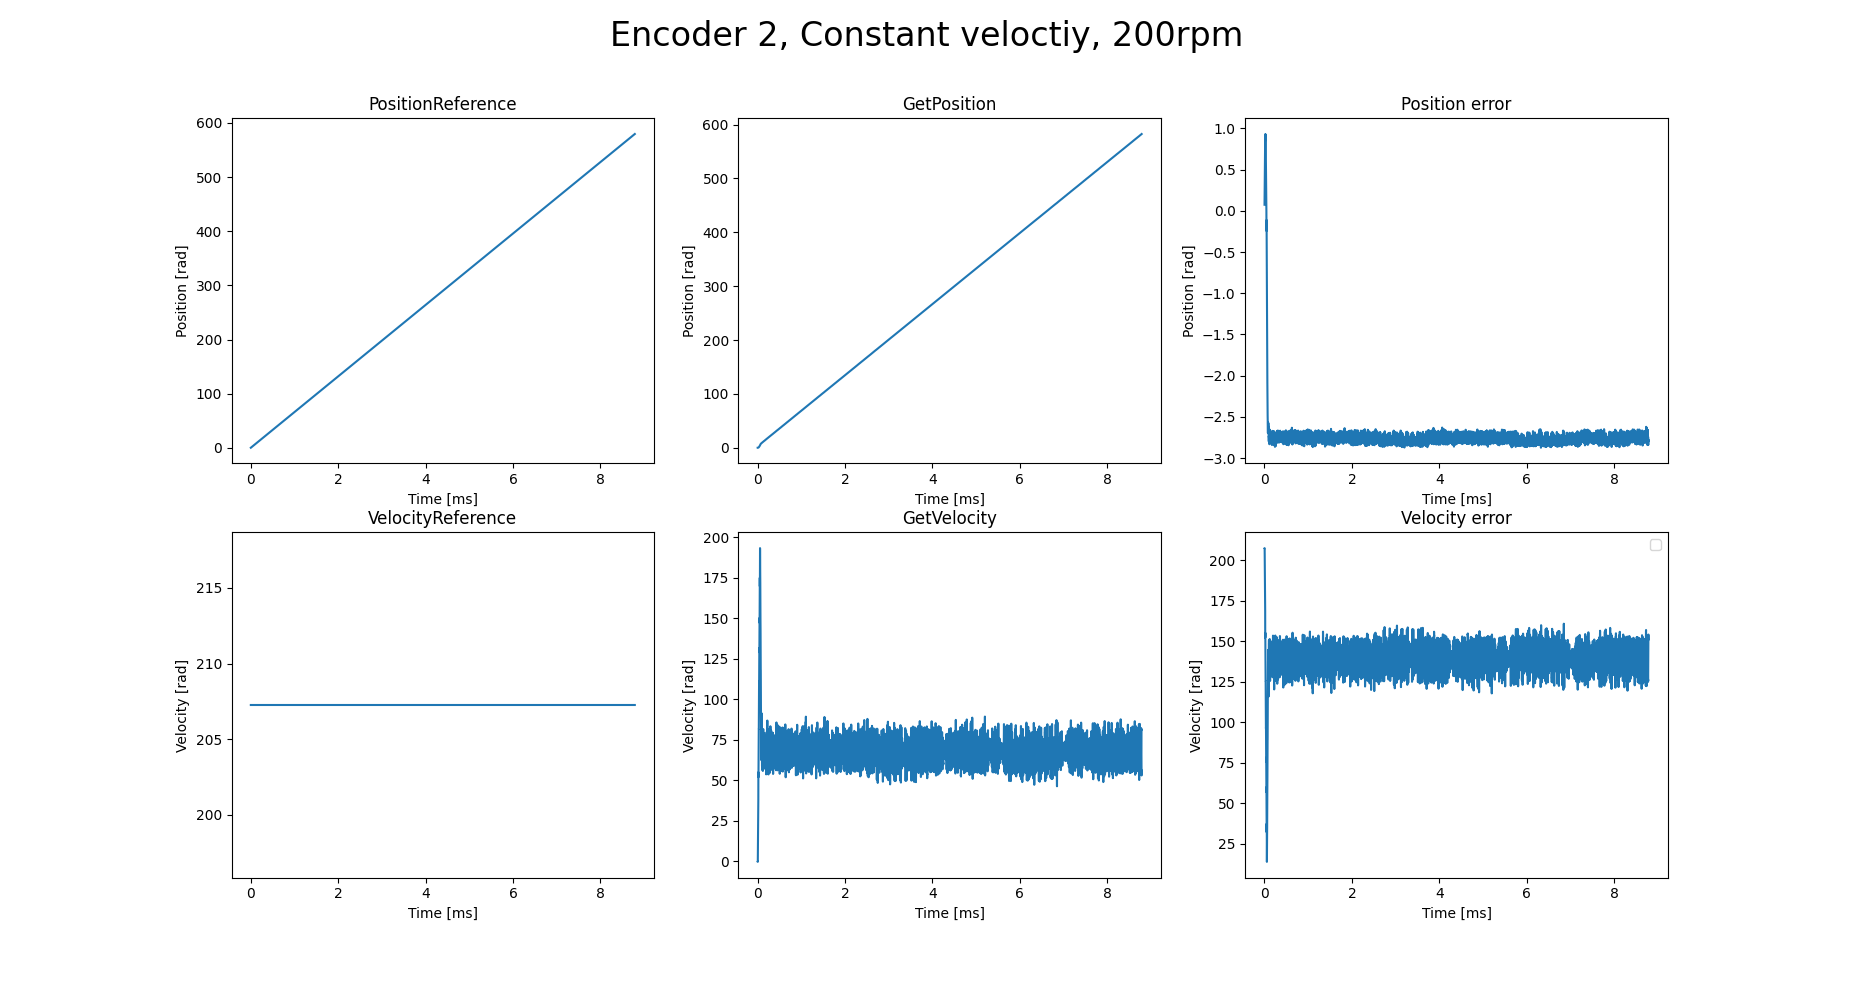 Encoder 2, Constant veloctiy, 200rpm
PositionReference
600
500
400
300
200
100
0
Position [rad]
0 2 4 6 8
Time [ms]
GetPosition
600
500
400
300
200
100
0
Position [rad]
0 2 4 6 8
Time [ms]
Position error
1.0
0.5
0.0
−0.5
−1.0
−1.5
−2.0
−2.5
−3.0
Position [rad]
0 2 4 6 8
Time [ms]
VelocityReference
215
210
205
200
Velocity [rad]
0 2 4 6 8
Time [ms]
GetVelocity
200
175
150
125
100
75
50
25
0
Velocity [rad]
0 2 4 6 8
Time [ms]
Velocity error
200
175
150
125
100
75
50
25
Velocity [rad]
0 2 4 6 8
Time [ms]